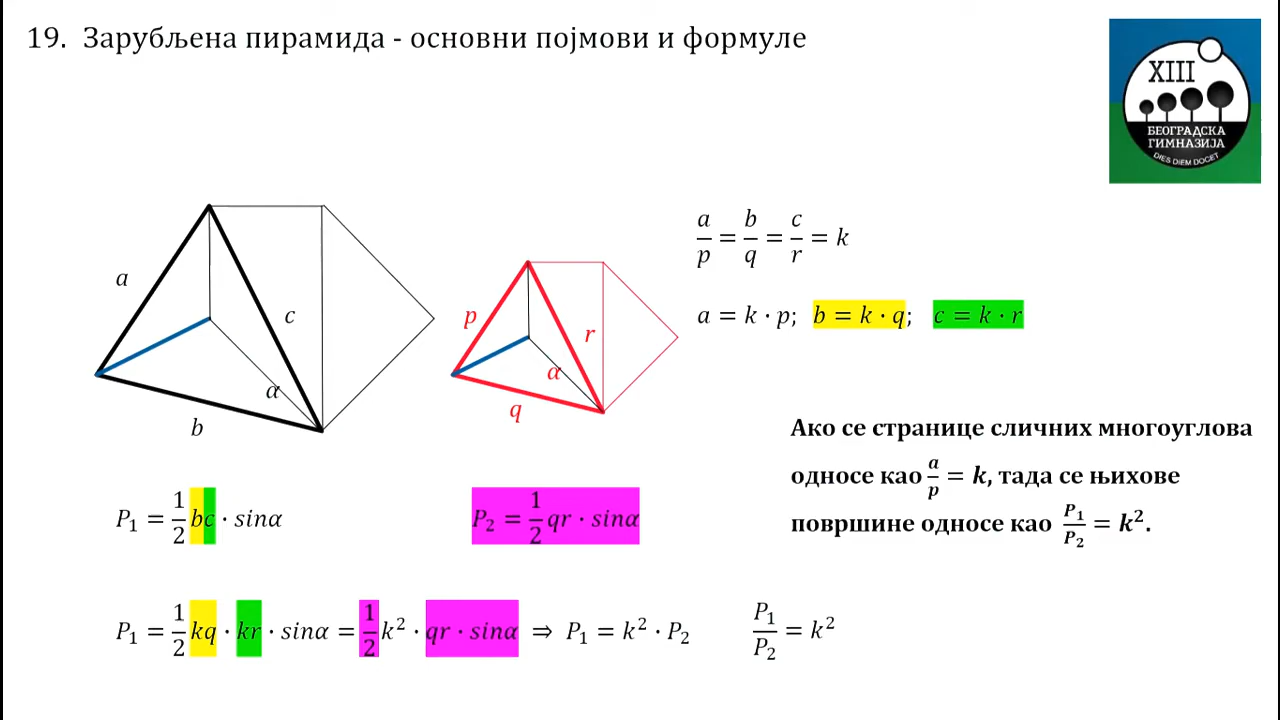 19. Зарубљена пирамида - основни појмови и формуле
XIII
БЕОГРАДСКА
ГИМНАЗИЈА
DIES DIEM DOCET
a/p = b/q = c/r = k
a
c
p
r
a = k · p; b = k · q; c = k · r
α
α
b
q
Ако се странице сличних многоуглова
односе као a/p = k, тада се њихове
површине односе као P₁/P₂ = k².
P₁ = 1/2 bc · sinα
P₂ = 1/2 qr · sinα
P₁ = 1/2 kq · kr · sinα = 1/2 k² · qr · sinα ⇒ P₁ = k² · P₂
P₁/P₂ = k²